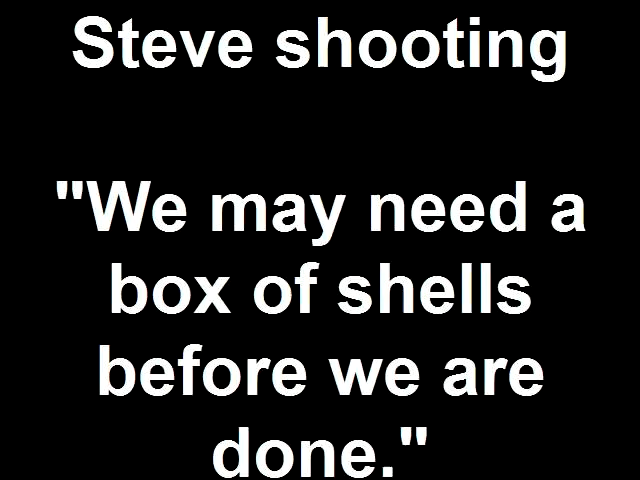 Steve shooting
"We may need a
box of shells
before we are
done."